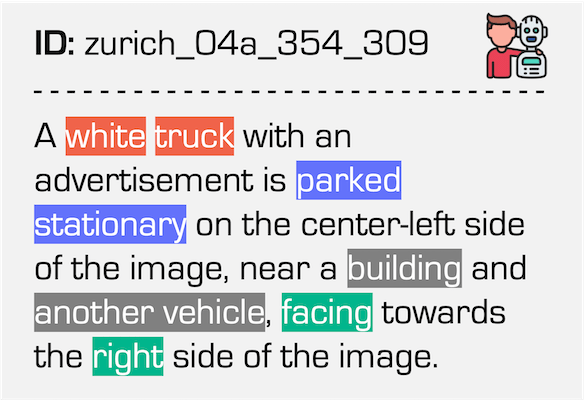 ID: zurich_04a_354_309
A white truck with an
advertisement is parked
stationary on the center-left side
of the image, near a building and
another vehicle, facing towards
the right side of the image.